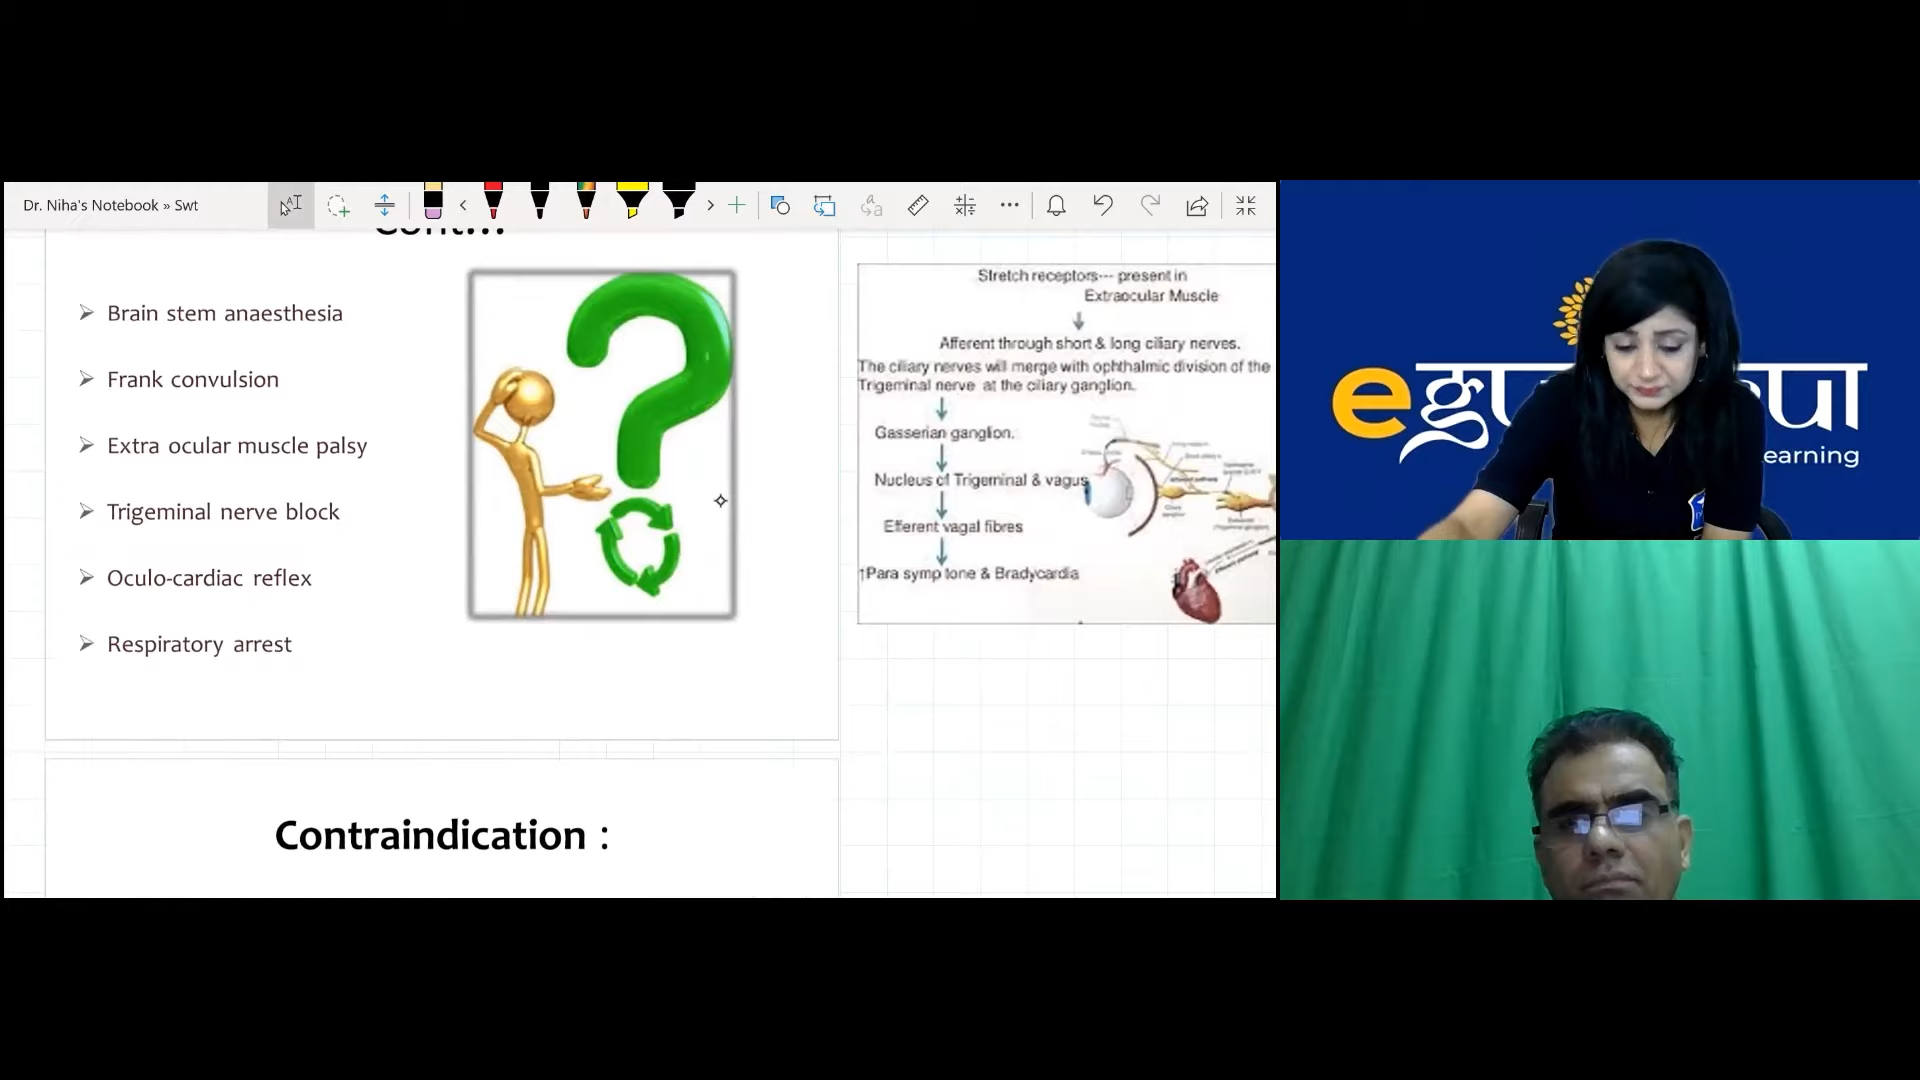 Dr. Niha's Notebook » Swt
Cont...
Brain stem anaesthesia
Frank convulsion
Extra ocular muscle palsy
Trigeminal nerve block
Oculo-cardiac reflex
Respiratory arrest
Contraindication :
Stretch receptors--- present in
Extraocular Muscle
Afferent through short & long ciliary nerves.
The ciliary nerves will merge with ophthalmic division of the
Trigeminal nerve at the ciliary ganglion.
Gasserian ganglion.
Nucleus of Trigeminal & vagus
Efferent vagal fibres
↑Para symp tone & Bradycardia
earning